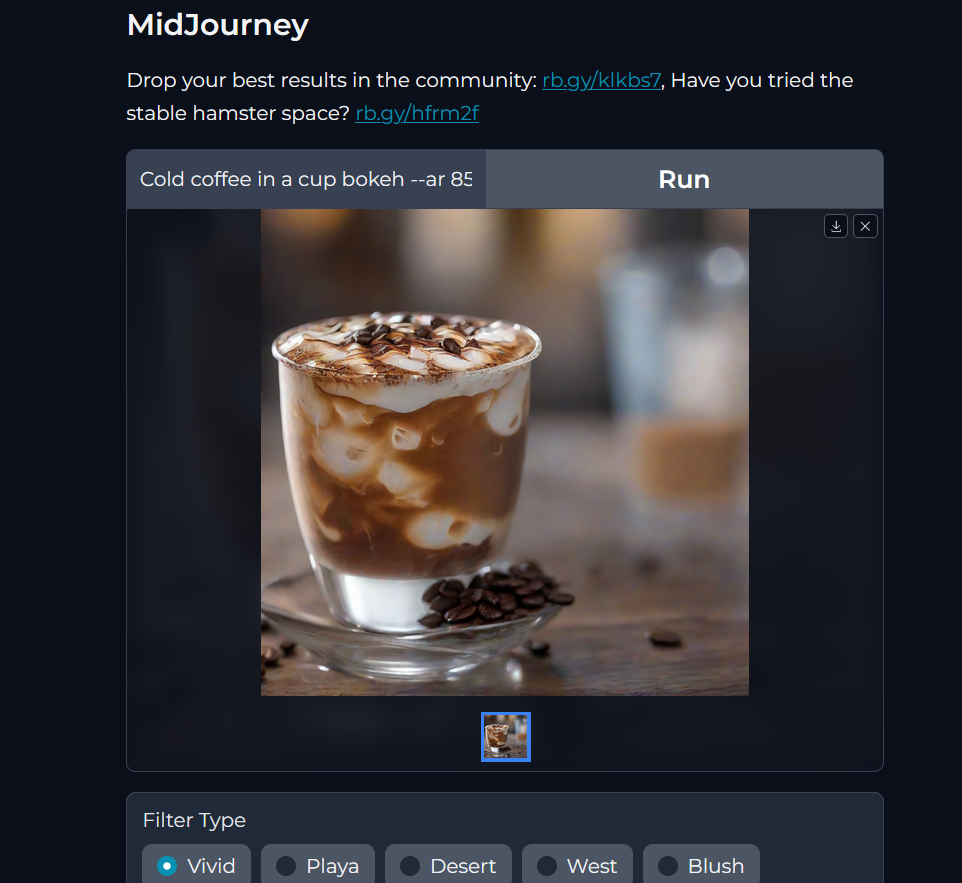 MidJourney
Drop your best results in the community: rb.gy/klkbs7, Have you tried the
stable hamster space? rb.gy/hfrm2f
Cold coffee in a cup bokeh --ar 85
Run
Filter Type
Vivid
Playa
Desert
West
Blush